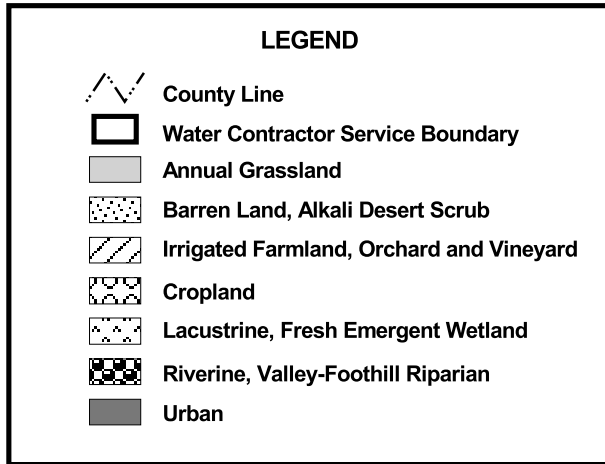 LEGEND
County Line
Water Contractor Service Boundary
Annual Grassland
Barren Land, Alkali Desert Scrub
Irrigated Farmland, Orchard and Vineyard
Cropland
Lacustrine, Fresh Emergent Wetland
Riverine, Valley-Foothill Riparian
Urban